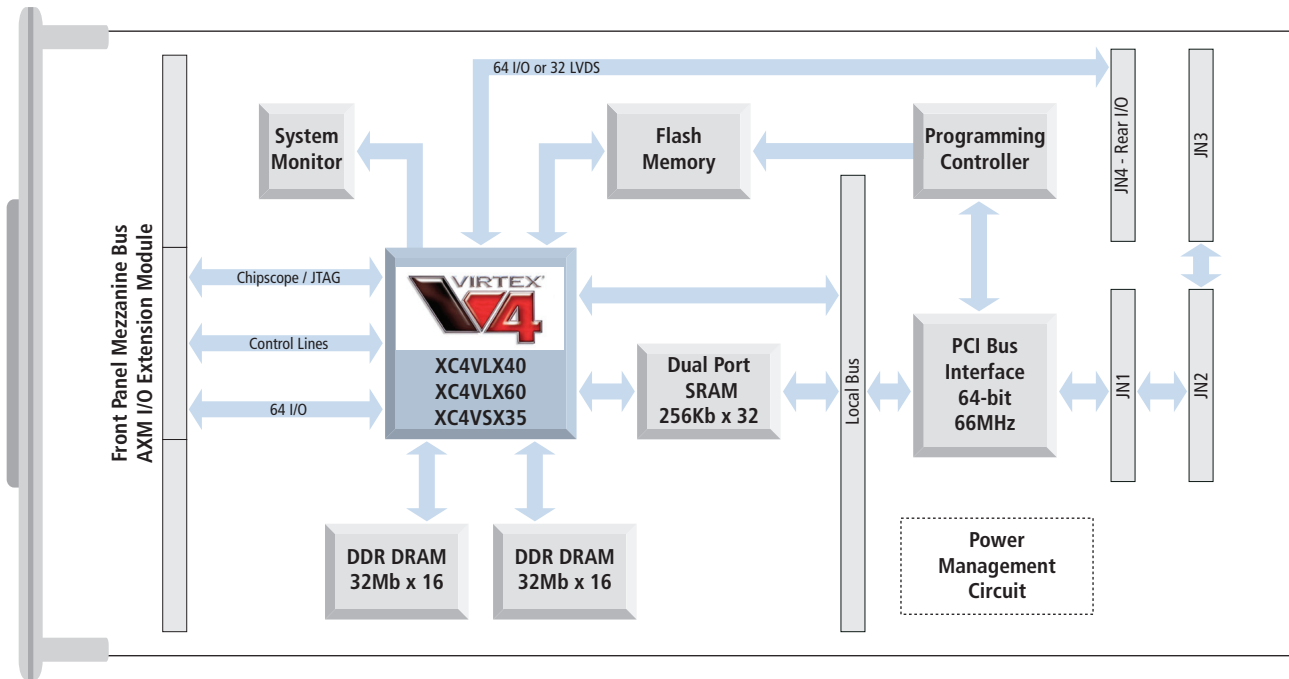 64 I/O or 32 LVDS
System
Monitor
Flash
Memory
Programming
Controller
JN4 - Rear I/O
JN3
Front Panel Mezzanine Bus
AXM I/O Extension Module
Chipscope / JTAG
Control Lines
64 I/O
VIRTEX®
V4
XC4VLX40
XC4VLX60
XC4VSX35
Dual Port
SRAM
256Kb x 32
Local Bus
PCI Bus
Interface
64-bit
66MHz
JN1
JN2
DDR DRAM
32Mb x 16
DDR DRAM
32Mb x 16
Power
Management
Circuit